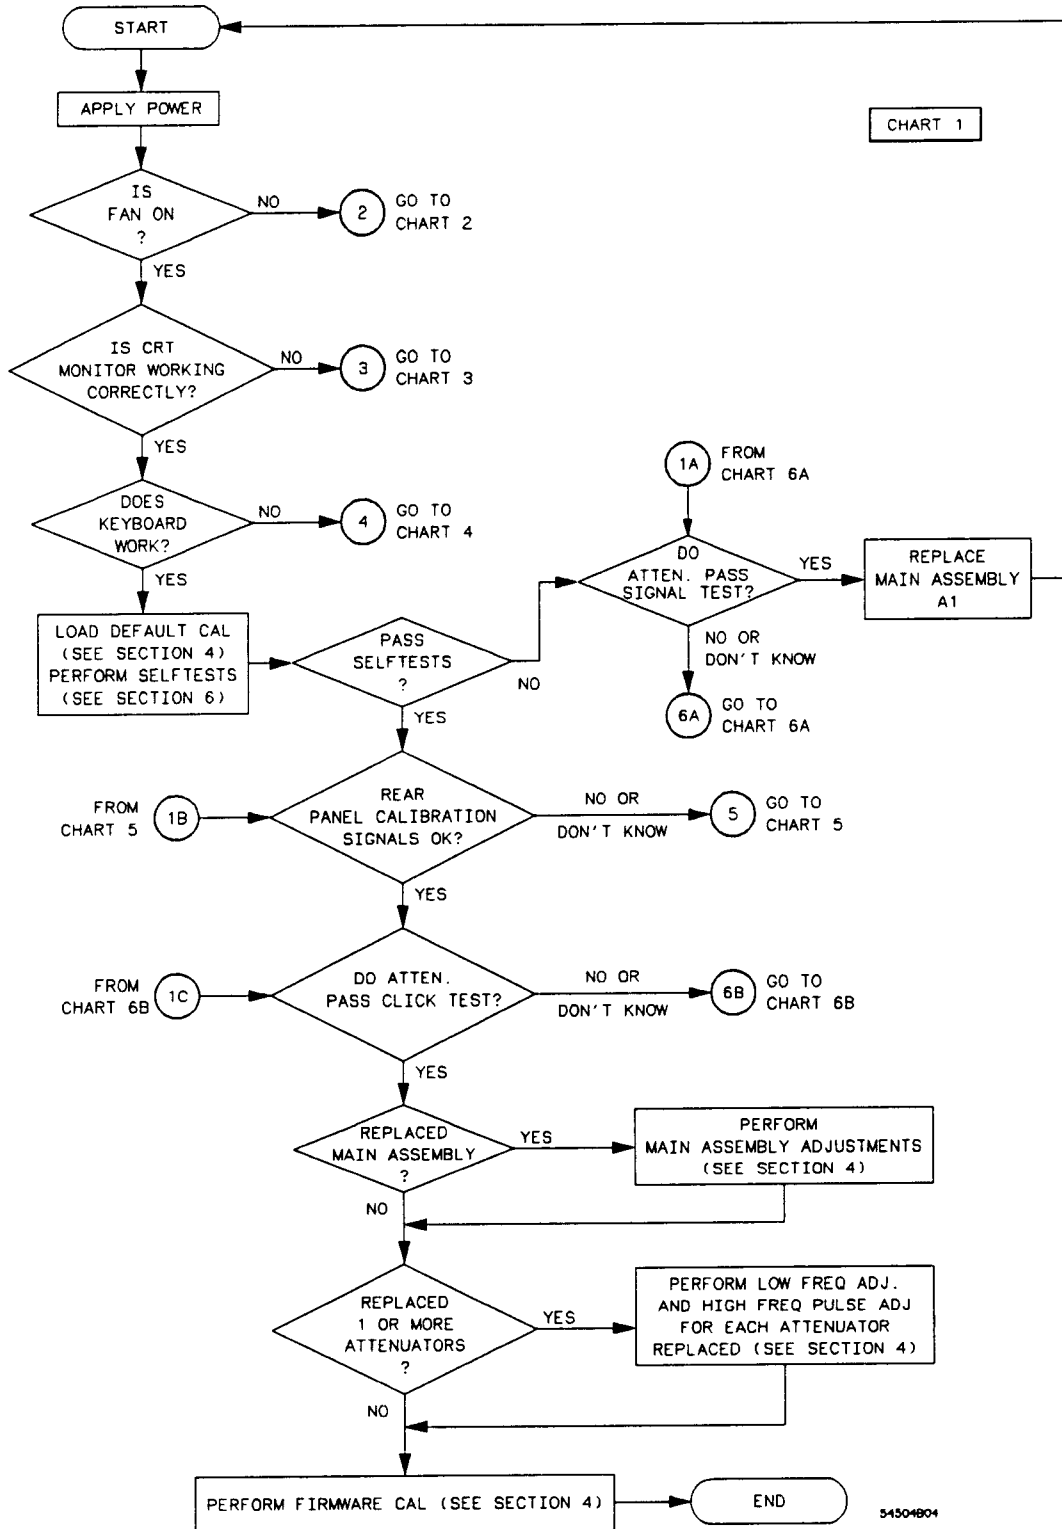 START
APPLY POWER
CHART 1
IS
FAN ON
?
NO
2
GO TO
CHART 2
YES
IS CRT
MONITOR WORKING
CORRECTLY?
NO
3
GO TO
CHART 3
YES
DOES
KEYBOARD
WORK?
NO
4
GO TO
CHART 4
YES
LOAD DEFAULT CAL
(SEE SECTION 4)
PERFORM SELFTESTS
(SEE SECTION 6)
PASS
SELFTESTS
?
NO
1A
FROM
CHART 6A
DO
ATTEN. PASS
SIGNAL TEST?
YES
REPLACE
MAIN ASSEMBLY
A1
NO OR
DON'T KNOW
6A
GO TO
CHART 6A
YES
FROM
CHART 5
1B
REAR
PANEL CALIBRATION
SIGNALS OK?
NO OR
DON'T KNOW
5
GO TO
CHART 5
YES
FROM
CHART 6B
1C
DO ATTEN.
PASS CLICK TEST?
NO OR
DON'T KNOW
6B
GO TO
CHART 6B
YES
REPLACED
MAIN ASSEMBLY
?
YES
PERFORM
MAIN ASSEMBLY ADJUSTMENTS
(SEE SECTION 4)
NO
REPLACED
1 OR MORE
ATTENUATORS
?
YES
PERFORM LOW FREQ ADJ.
AND HIGH FREQ PULSE ADJ
FOR EACH ATTENUATOR
REPLACED (SEE SECTION 4)
NO
PERFORM FIRMWARE CAL (SEE SECTION 4)
END
54504B04